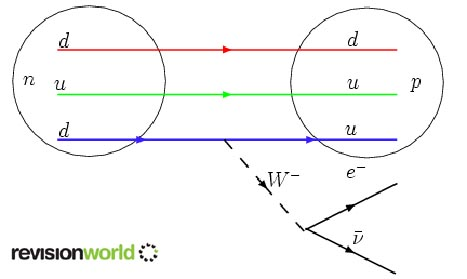 d d
n u u p
d u
W⁻ e⁻
ν̄
revisionworld